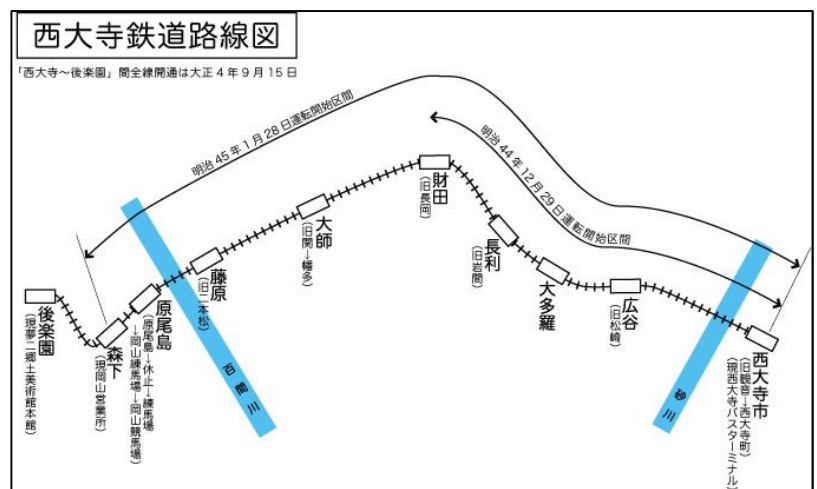 西大寺鉄道路線図
「西大寺～後楽園」間全線開通は大正4年9月15日
明治45年1月28日運転開始区間
明治44年12月29日運転開始区間
後楽園
(現夢二郷土美術館本館)
森下
(現岡山営業所)
原尾島
(原尾島→休止→練馬場
→岡山練馬場→岡山競馬場)
百間川
藤原
(旧二本松)
大師
(旧関→幡多)
財田
(旧長岡)
長利
(旧岩間)
大多羅
広谷
(旧松崎)
砂川
西大寺市
(旧観音→西大寺町)
(現西大寺バスターミナル)